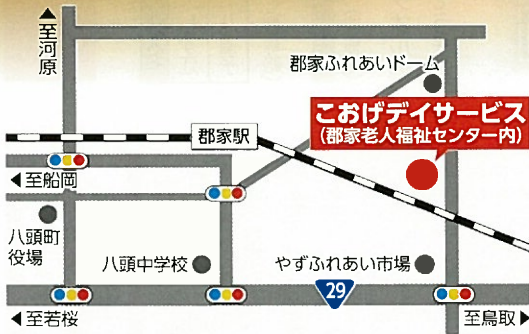 ▲至河原
郡家ふれあいドーム
こおげデイサービス
(郡家老人福祉センター内)
郡家駅
◀至船岡
八頭町
役場
八頭中学校
やずふれあい市場
29
◀至若桜
至鳥取▶